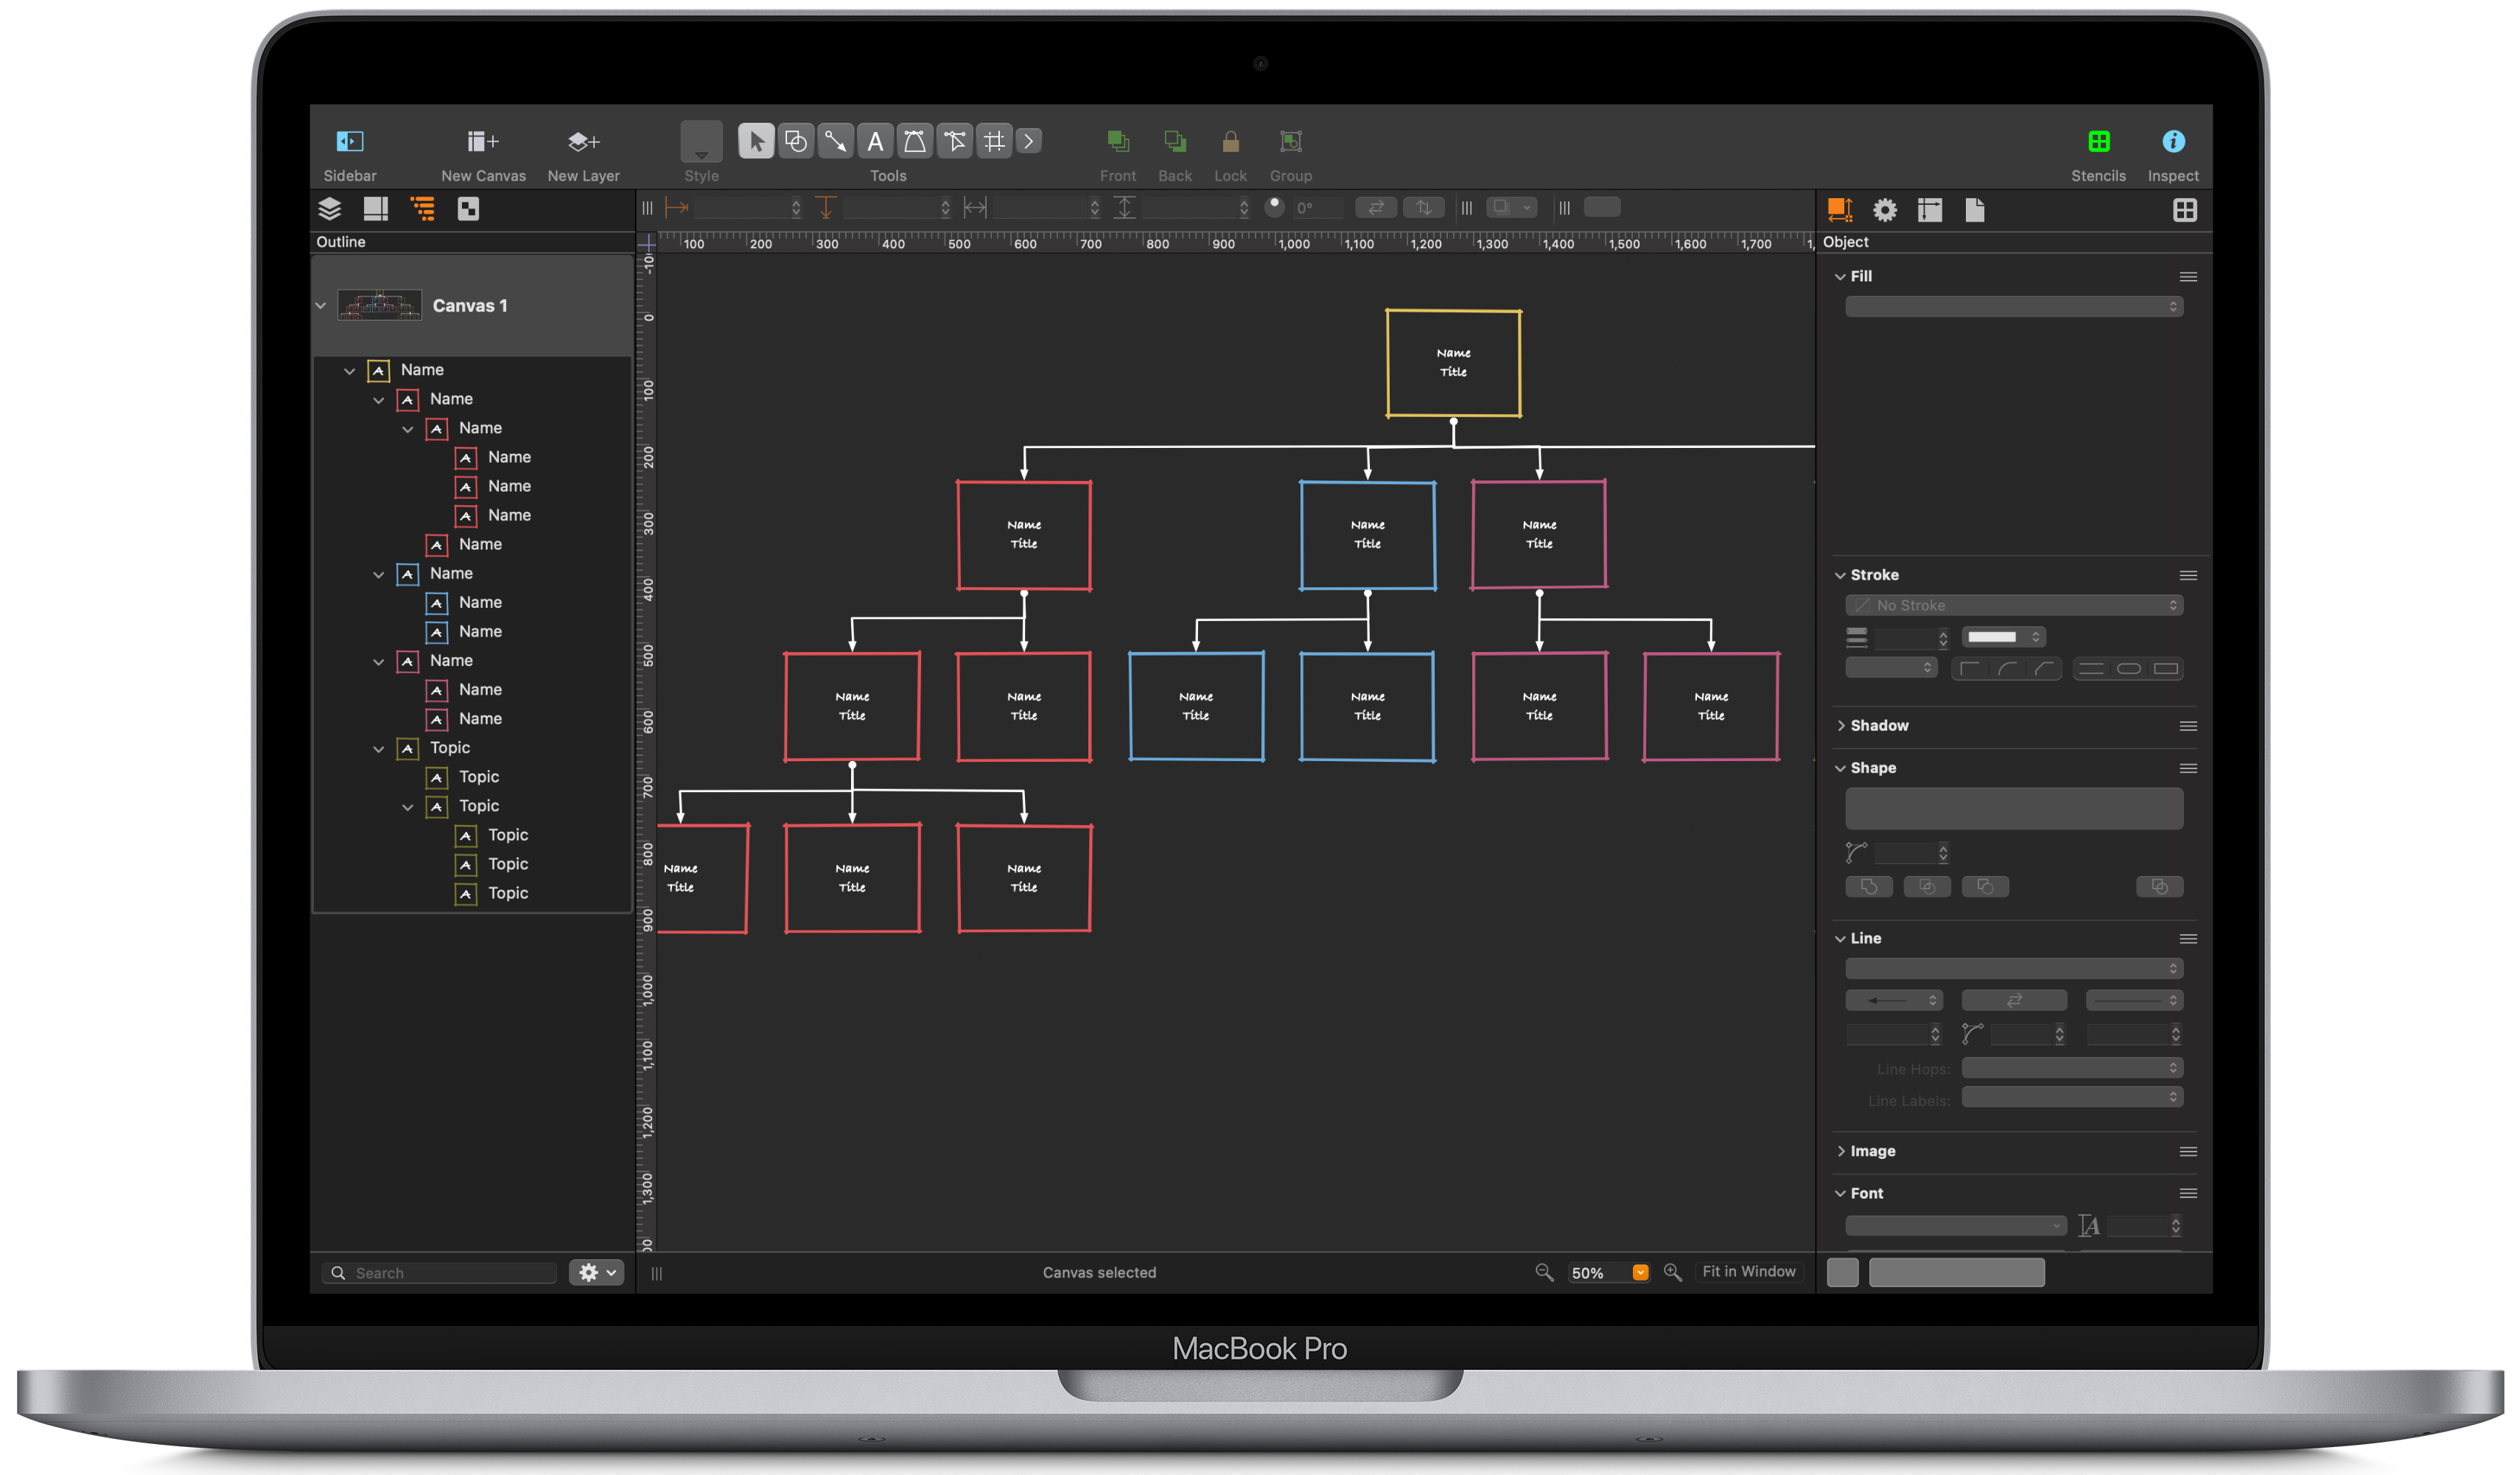 Sidebar
New Canvas
New Layer
Style
A
Tools
Front
Back
Lock
Group
Stencils
Inspect
Outline
0°
Object
100 200 300 400 500 600 700 800 900 1,000 1,100 1,200 1,300 1,400 1,500 1,600 1,700 1,
-10
0
100
200
300
400
500
600
700
800
900
1,000
1,100
1,200
1,300
00
Canvas 1
A Name
A Name
A Name
A Name
A Name
A Name
A Name
A Name
A Name
A Name
A Name
A Name
A Name
A Topic
A Topic
A Topic
A Topic
A Topic
A Topic
Name
Title
Name
Title
Name
Title
Name
Title
Name
Title
Name
Title
Name
Title
Name
Title
Name
Title
Name
Title
Name
Title
Name
Title
Name
Title
Fill
Stroke
No Stroke
Shadow
Shape
Line
Line Hops:
Line Labels:
Image
Font
A
Search
Canvas selected
50%
Fit in Window
MacBook Pro